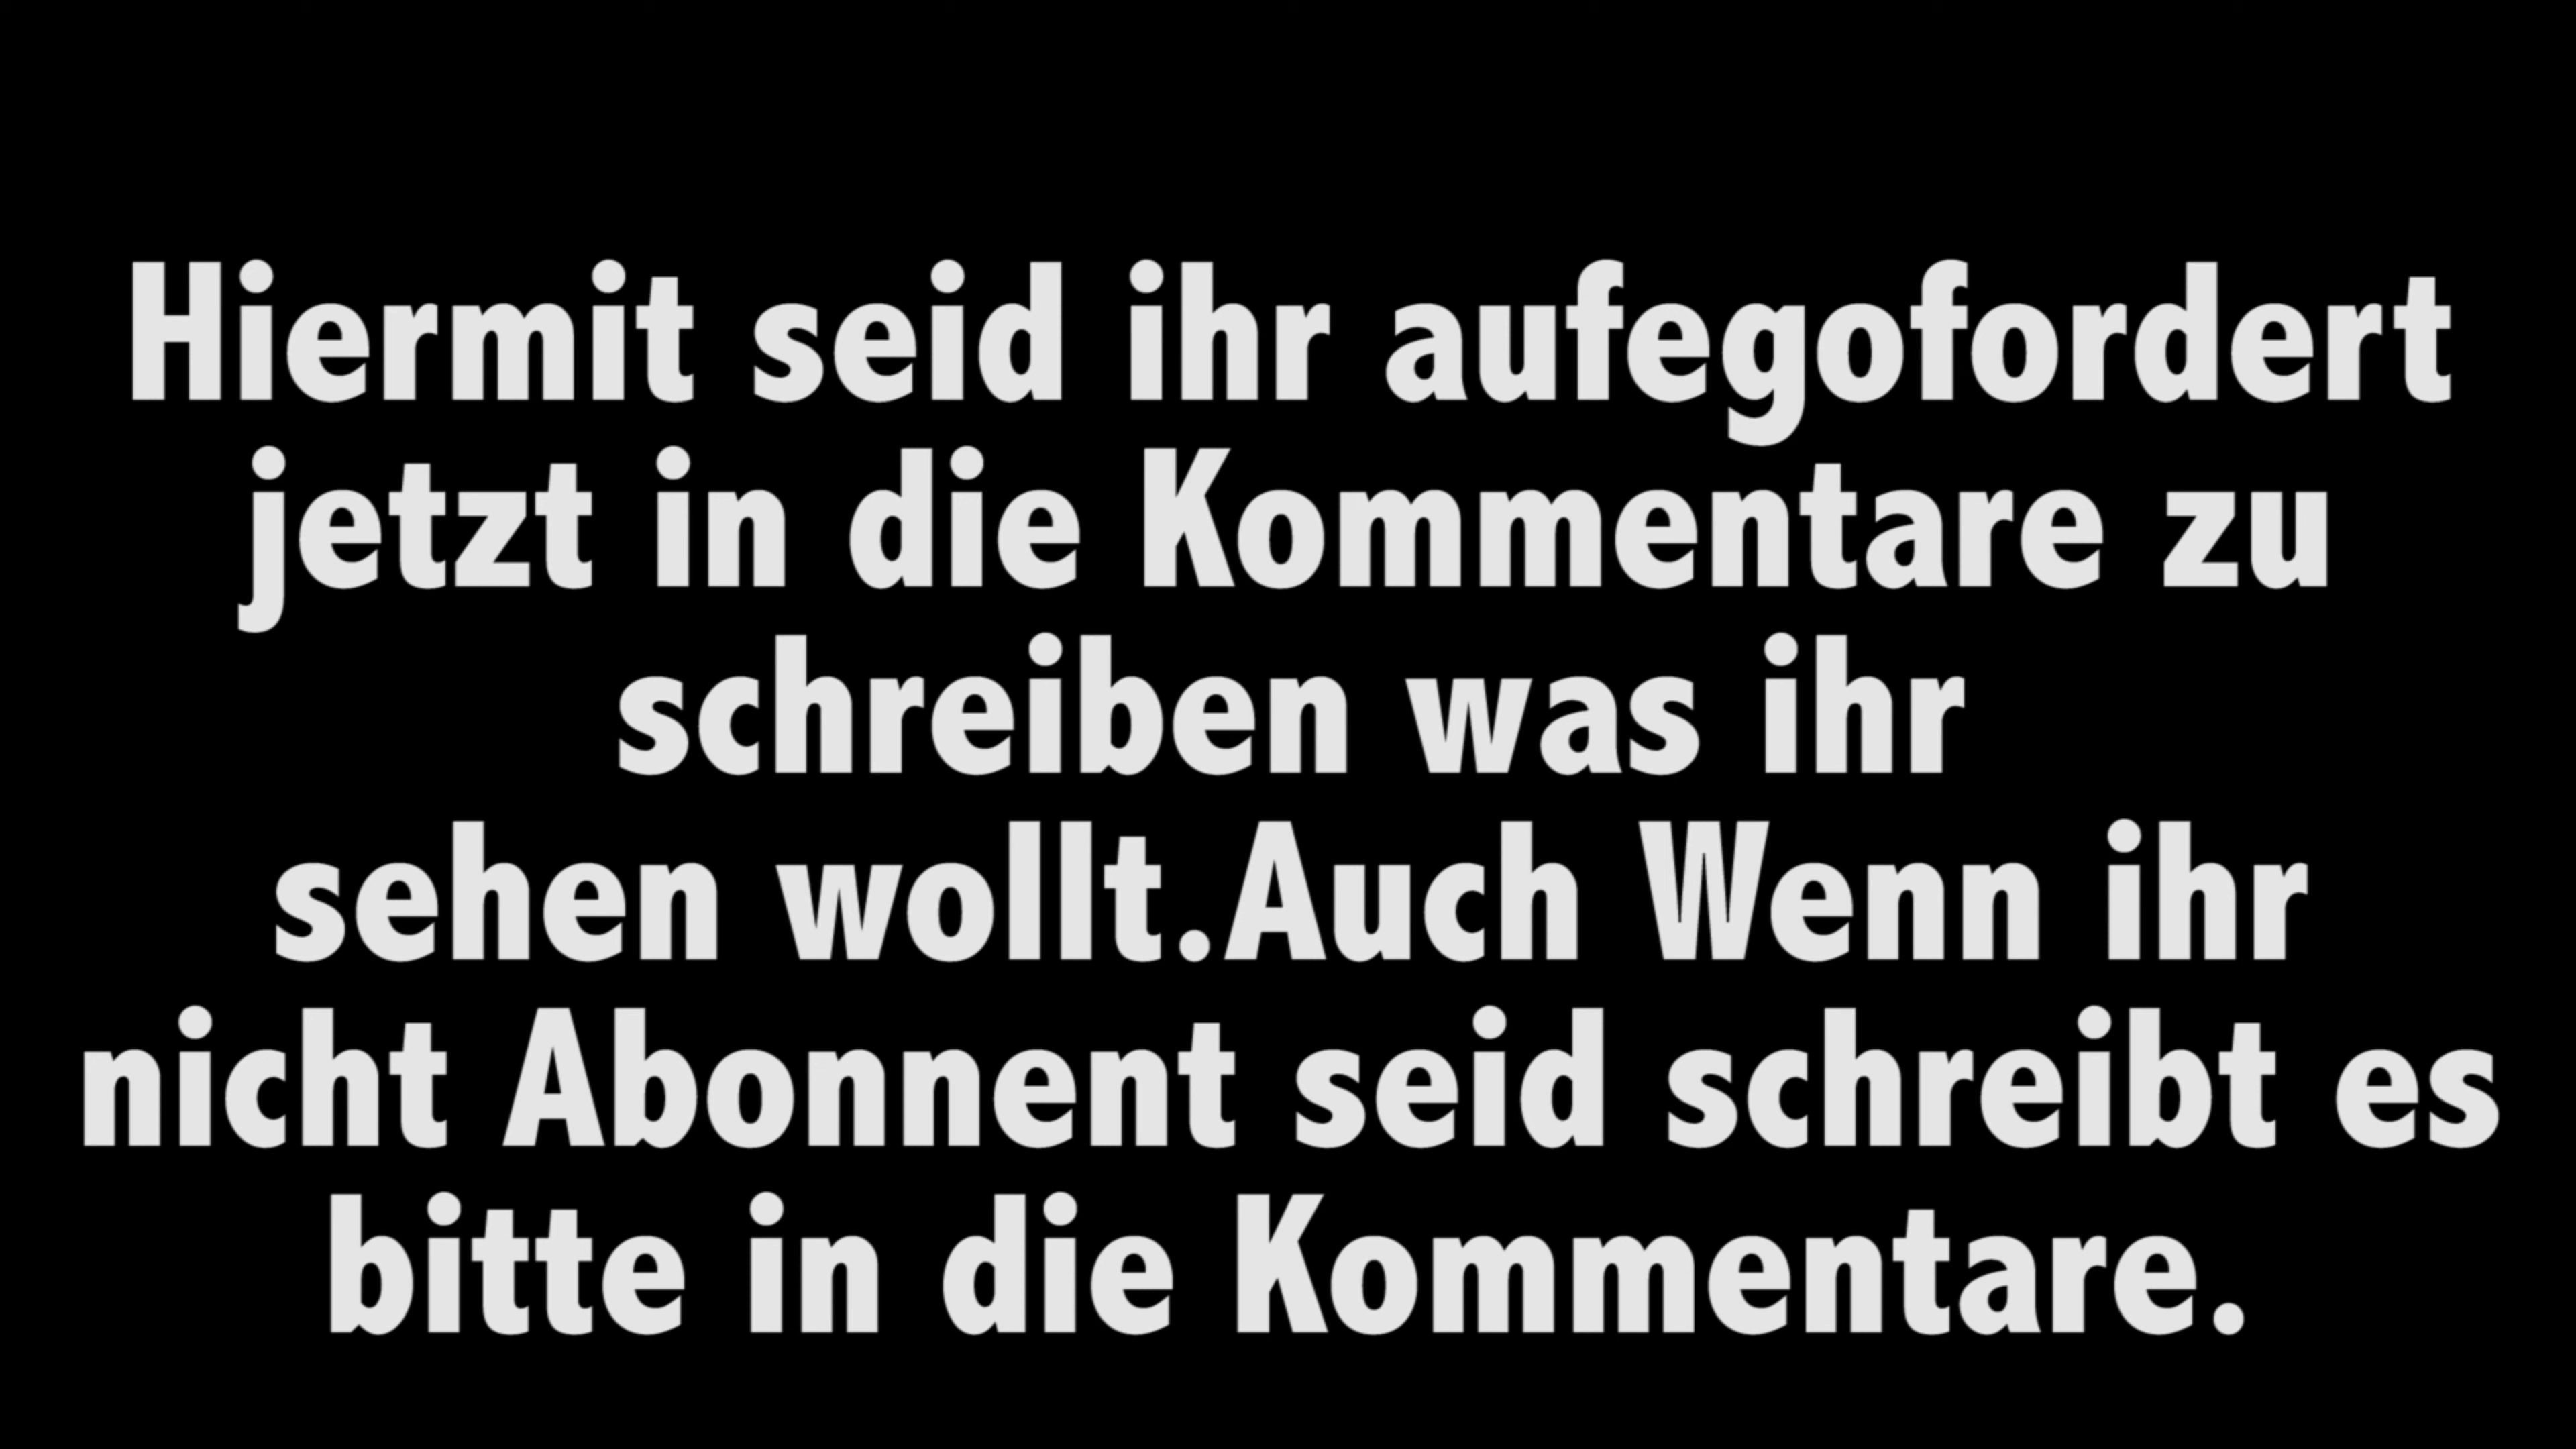 Hiermit seid ihr aufegofordert
jetzt in die Kommentare zu
schreiben was ihr
sehen wollt.Auch Wenn ihr
nicht Abonnent seid schreibt es
bitte in die Kommentare.